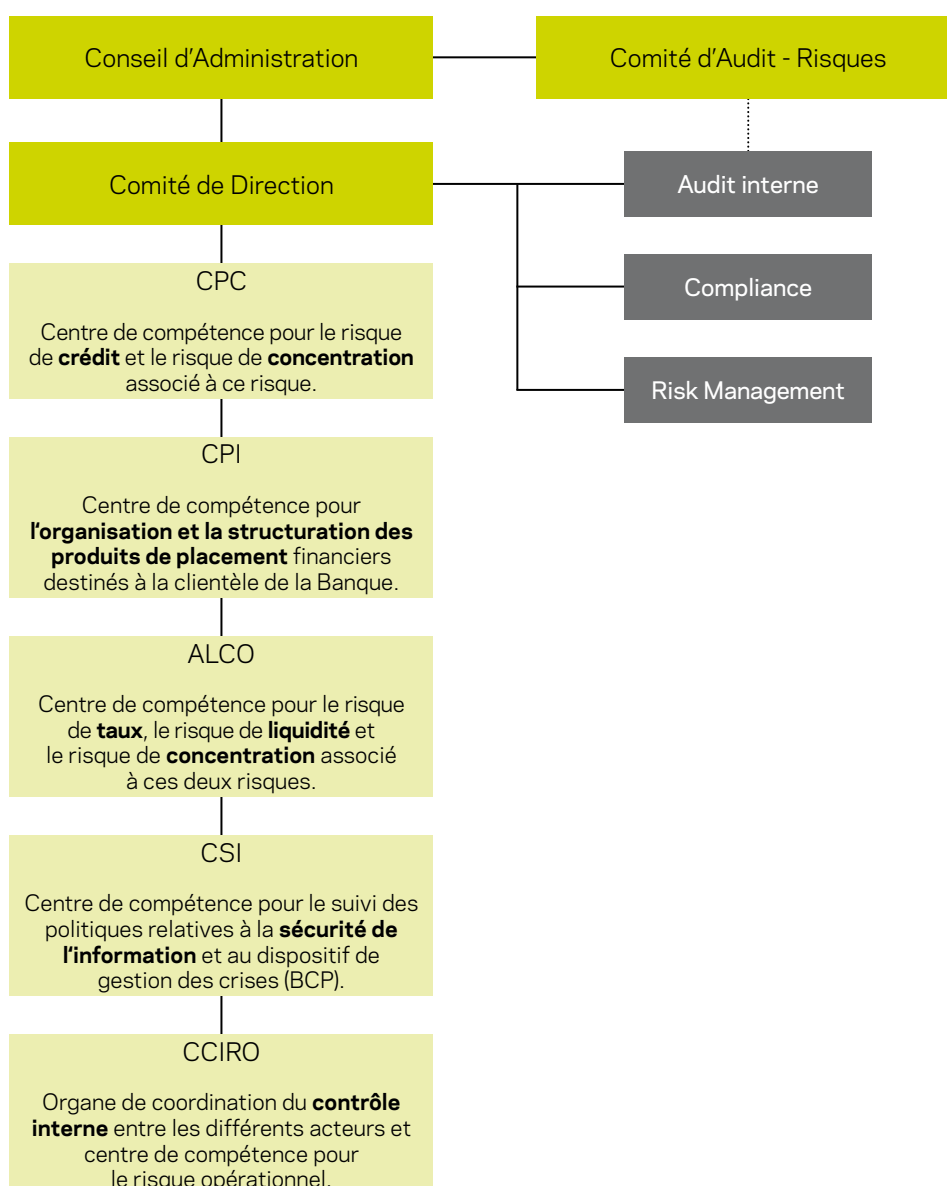 Conseil d’Administration
Comité d’Audit - Risques
Comité de Direction
Audit interne
Compliance
Risk Management
CPC
Centre de compétence pour le risque
de crédit et le risque de concentration
associé à ce risque.
CPI
Centre de compétence pour
l’organisation et la structuration des
produits de placement financiers
destinés à la clientèle de la Banque.
ALCO
Centre de compétence pour le risque
de taux, le risque de liquidité et
le risque de concentration associé
à ces deux risques.
CSI
Centre de compétence pour le suivi des
politiques relatives à la sécurité de
l’information et au dispositif de
gestion des crises (BCP).
CCIRO
Organe de coordination du contrôle
interne entre les différents acteurs et
centre de compétence pour
le risque opérationnel.